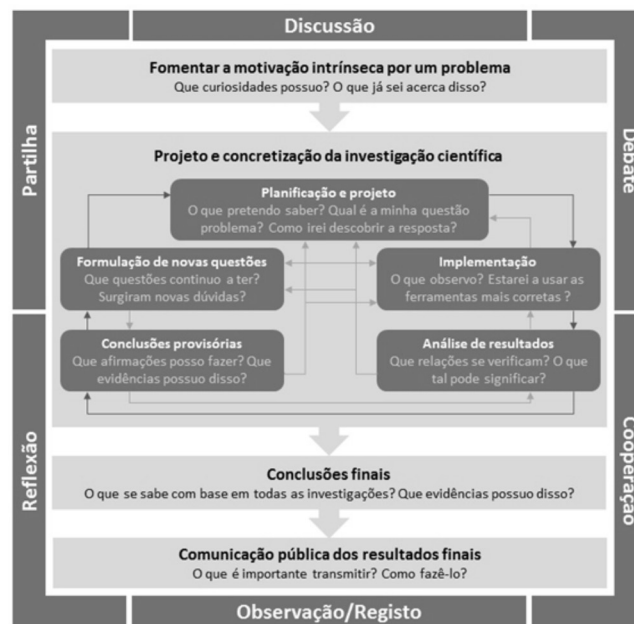 Discussão
Partilha
Debate
Fomentar a motivação intrínseca por um problema
Que curiosidades possuo? O que já sei acerca disso?
Projeto e concretização da investigação científica
Planificação e projeto
O que pretendo saber? Qual é a minha questão
problema? Como irei descobrir a resposta?
Formulação de novas questões
Que questões continuo a ter?
Surgiram novas dúvidas?
Implementação
O que observo? Estarei a usar as
ferramentas mais corretas ?
Conclusões provisórias
Que afirmações posso fazer? Que
evidências possuo disso?
Análise de resultados
Que relações se verificam? O que
tal pode significar?
Reflexão
Cooperação
Conclusões finais
O que se sabe com base em todas as investigações? Que evidências possuo disso?
Comunicação pública dos resultados finais
O que é importante transmitir? Como fazê-lo?
Observação/Registo